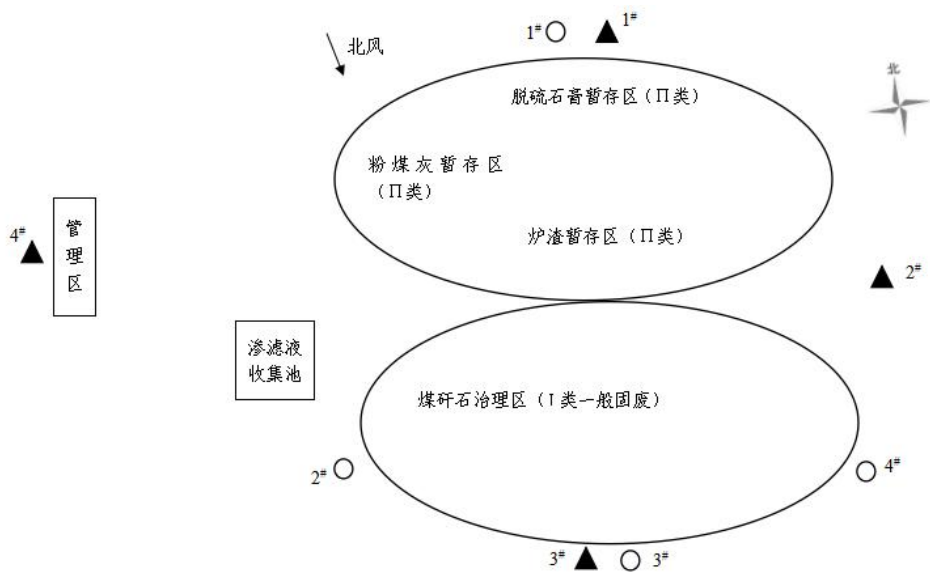 1# 1#
北风
北
脱硫石膏暂存区(Π类)
粉煤灰暂存区
(Π类)
炉渣暂存区(Π类)
4#
管
理
区
2#
渗滤液
收集池
煤矸石治理区(I类一般固废)
2#
4#
3# 3#